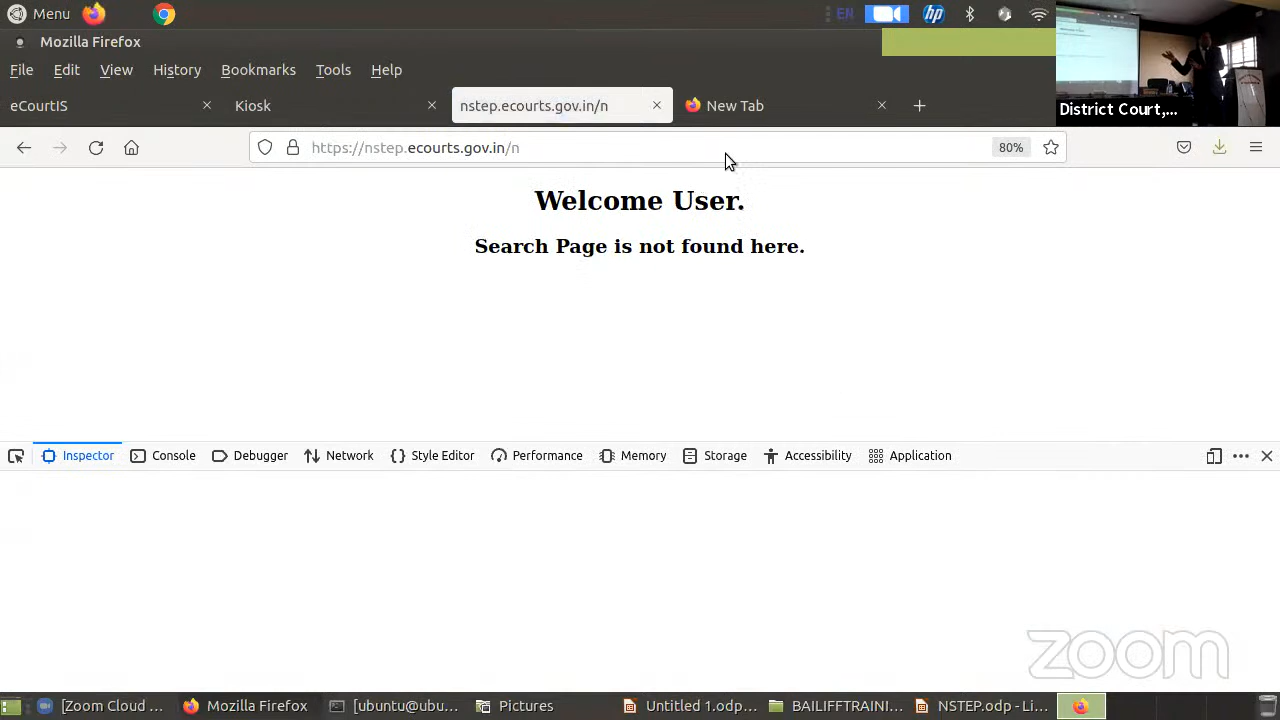 Menu
EN
hp
Mozilla Firefox
File Edit View History Bookmarks Tools Help
eCourtIS
Kiosk
nstep.ecourts.gov.in/n
New Tab
District Court,...
https://nstep.ecourts.gov.in/n
80%
Welcome User.
Search Page is not found here.
Inspector Console Debugger Network Style Editor Performance Memory Storage Accessibility Application
zoom
[Zoom Cloud ... Mozilla Firefox [ubuntu@ubu... Pictures Untitled 1.odp... BAILIFFTRAINI... NSTEP.odp - Li...